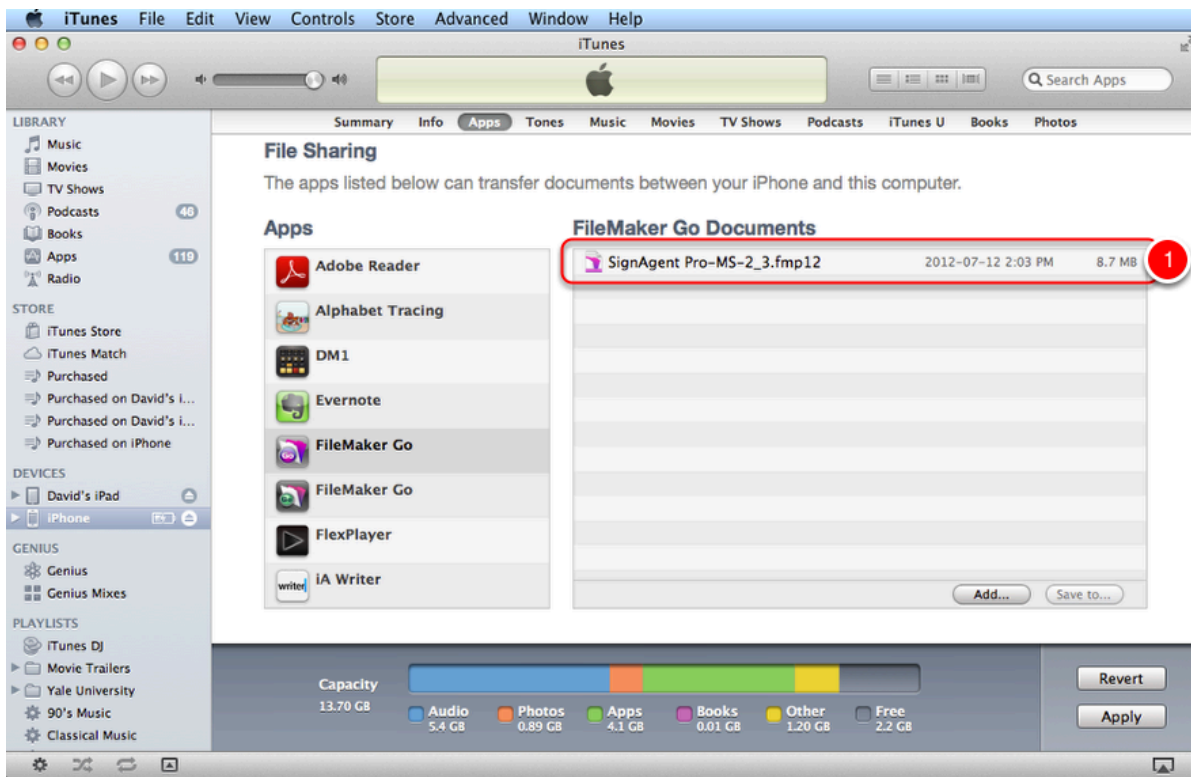 iTunes File Edit View Controls Store Advanced Window Help
iTunes
Search Apps
LIBRARY
Music
Movies
TV Shows
Podcasts 46
Books
Apps 119
Radio
STORE
iTunes Store
iTunes Match
Purchased
Purchased on David's i...
Purchased on David's i...
Purchased on iPhone
DEVICES
David's iPad
iPhone
GENIUS
Genius
Genius Mixes
PLAYLISTS
iTunes DJ
Movie Trailers
Yale University
90's Music
Classical Music
Summary Info Apps Tones Music Movies TV Shows Podcasts iTunes U Books Photos
File Sharing
The apps listed below can transfer documents between your iPhone and this computer.
Apps
Adobe Reader
Alphabet Tracing
DM1
Evernote
Go FileMaker Go
Go FileMaker Go
FlexPlayer
writer iA Writer
FileMaker Go Documents
SignAgent Pro-MS-2_3.fmp12 2012-07-12 2:03 PM 8.7 MB 1
Add... Save to...
Capacity
13.70 GB
Audio
5.4 GB
Photos
0.89 GB
Apps
4.1 GB
Books
0.01 GB
Other
1.20 GB
Free
2.2 GB
Revert
Apply